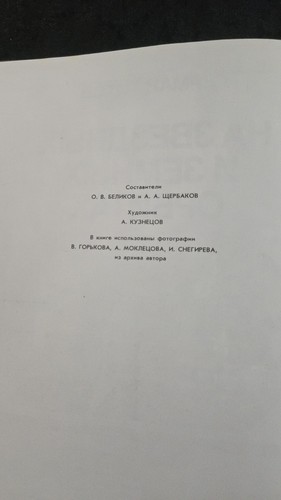 Составители
О. В. БЕЛИКОВ и А. А. ЩЕРБАКОВ
Художник
А. КУЗНЕЦОВ
В книге использованы фотографии
В. ГОРЬКОВА, А. МОКЛЕЦОВА, И. СНЕГИРЕВА,
из архива автора